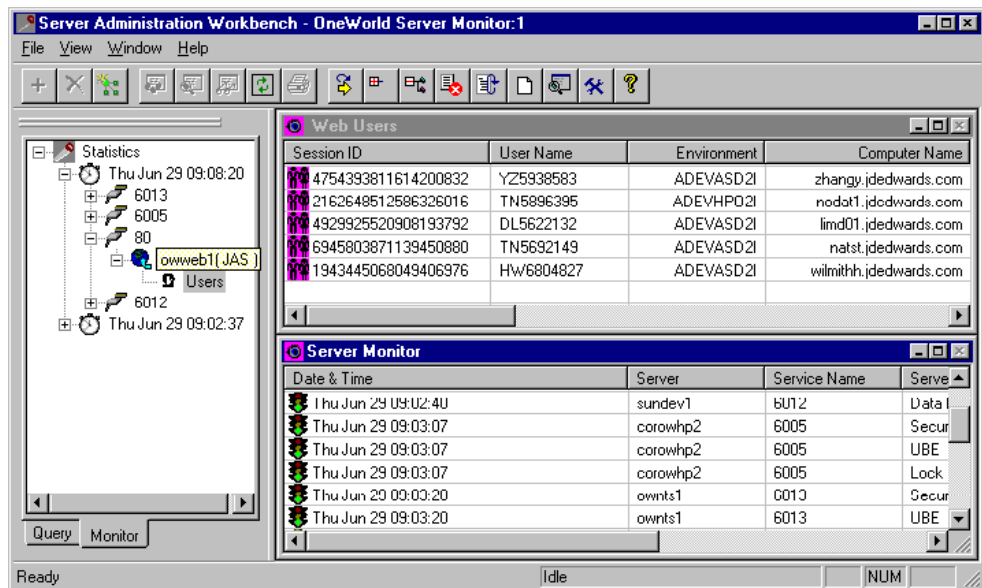 Server Administration Workbench - OneWorld Server Monitor:1
File View Window Help
Statistics
Thu Jun 29 09:08:20
6013
6005
80
owweb1( JAS )
Users
6012
Thu Jun 29 09:02:37
Query Monitor
Web Users
Session ID User Name Environment Computer Name
4754393811614200832 YZ5938583 ADEVASD2I zhangy.jdedwards.com
2162648512586326016 TN5896395 ADEVHPO2I nodat1.jdedwards.com
4929925520908193792 DL5622132 ADEVASD2I limd01.jdedwards.com
6945803871139450880 TN5692149 ADEVASD2I natst.jdedwards.com
1943445068049406976 HW6804827 ADEVASD2I wilmithh.jdedwards.com
Server Monitor
Date & Time Server Service Name Serve
Thu Jun 29 09:02:40 sundev1 6012 Data
Thu Jun 29 09:03:07 corowhp2 6005 Secur
Thu Jun 29 09:03:07 corowhp2 6005 UBE
Thu Jun 29 09:03:07 corowhp2 6005 Lock
Thu Jun 29 09:03:20 ownts1 6013 Secur
Thu Jun 29 09:03:20 ownts1 6013 UBE
Ready Idle NUM